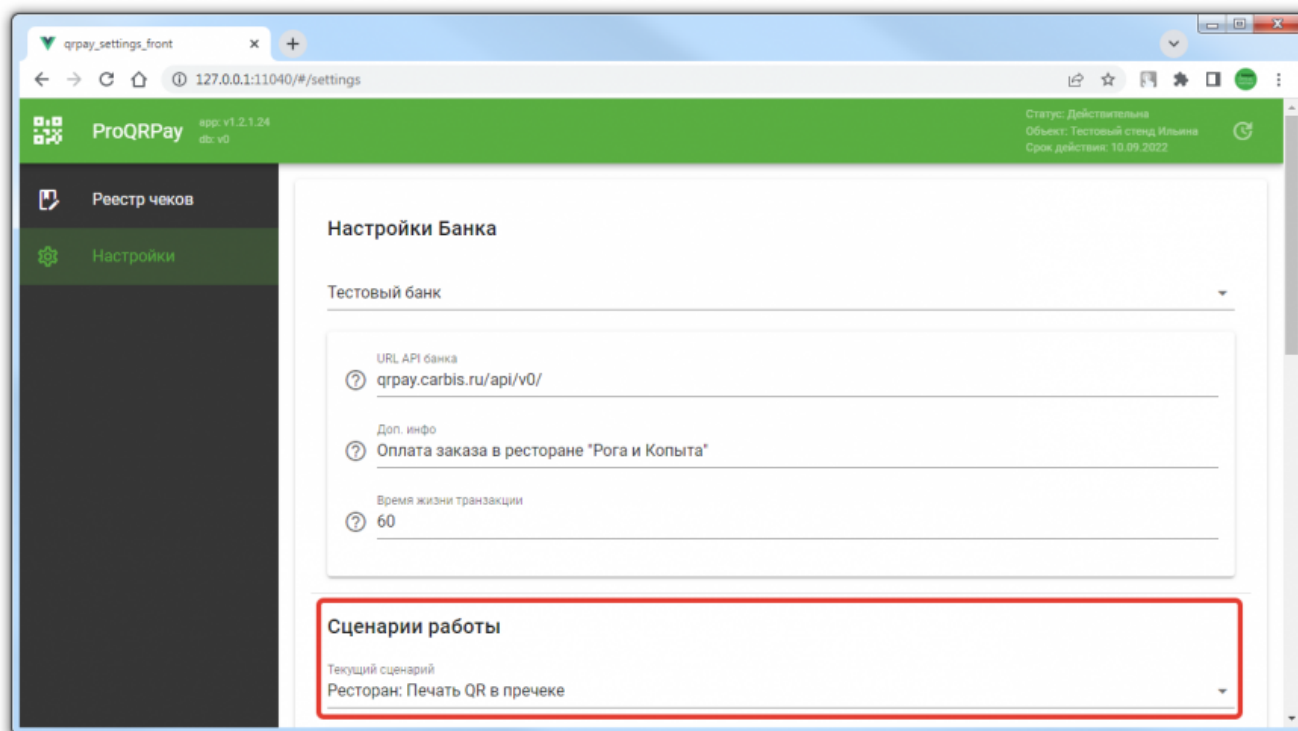 qrpay_settings_front
127.0.0.1:11040/#/settings
ProQRPay
app: v1.2.1.24
db: v0
Статус: Действительна
Объект: Тестовый стенд Ильина
Срок действия: 10.09.2022
Реестр чеков
Настройки
Настройки Банка
Тестовый банк
URL API банка
qrpay.carbis.ru/api/v0/
Доп. инфо
Оплата заказа в ресторане "Рога и Копыта"
Время жизни транзакции
60
Сценарии работы
Текущий сценарий
Ресторан: Печать QR в пречеке